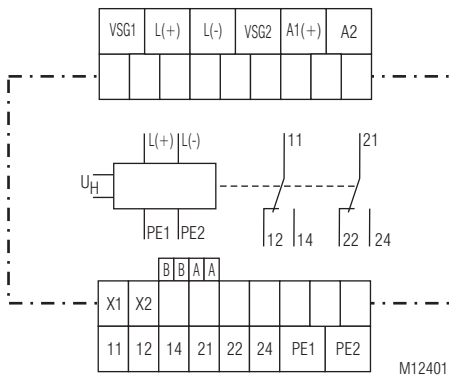 VSG1 L(+) L(-) VSG2 A1(+) A2
L(+) L(-) 11 21
UH
PE1 PE2 12 14 22 24
B B A A
X1 X2
11 12 14 21 22 24 PE1 PE2
M12401